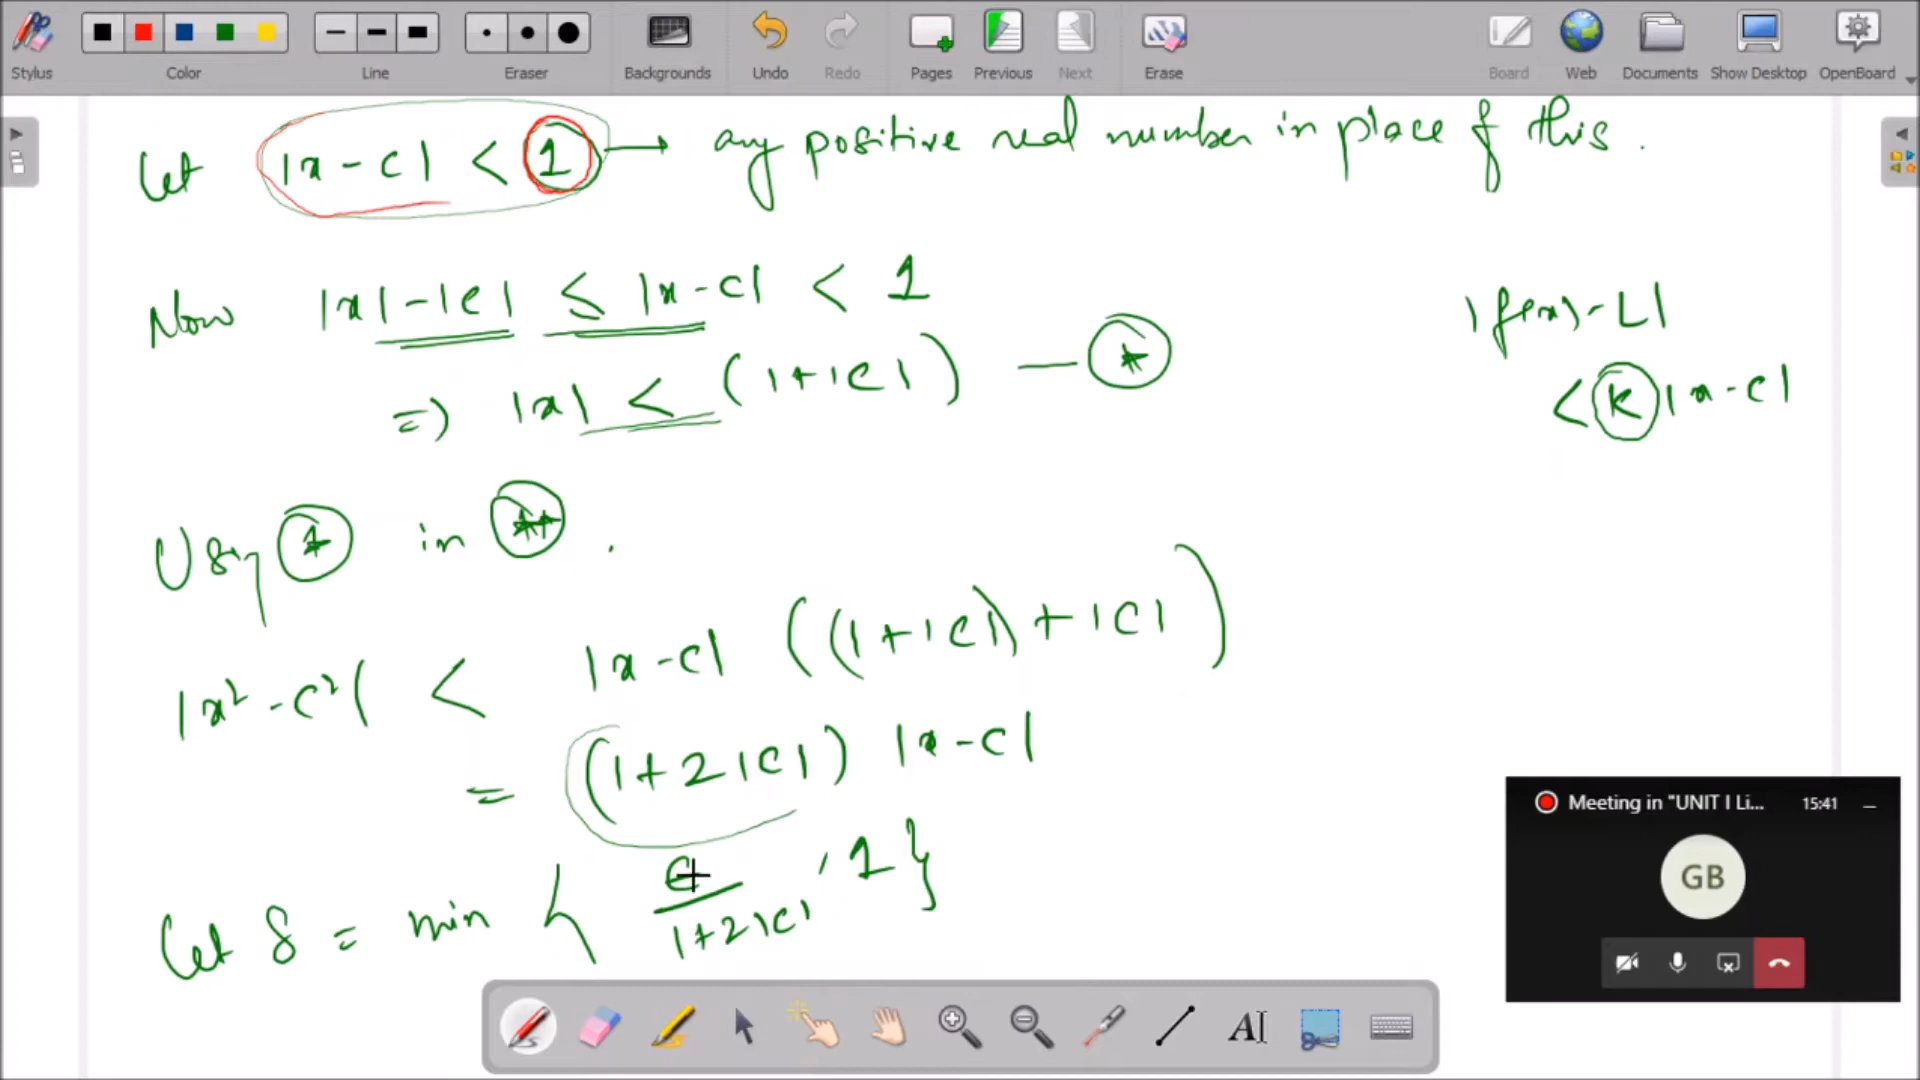 Stylus Color Line Eraser Backgrounds Undo Redo Pages Previous Next Erase Board Web Documents Show Desktop OpenBoard
Let |x-c| < 1 → any positive real number in place of this.
Now |x|-|c| ≤ |x-c| < 1
|f(x)-L|
=) |x| < (1+|c|) — *
< K |x-c|
Using * in **.
|x²-c²| < |x-c| ((1+|c|)+|c|)
= (1+2|c|) |x-c|
Meeting in "UNIT I Li... 15:41
GB
Let δ = min { ϵ/1+2|c| , 1 }